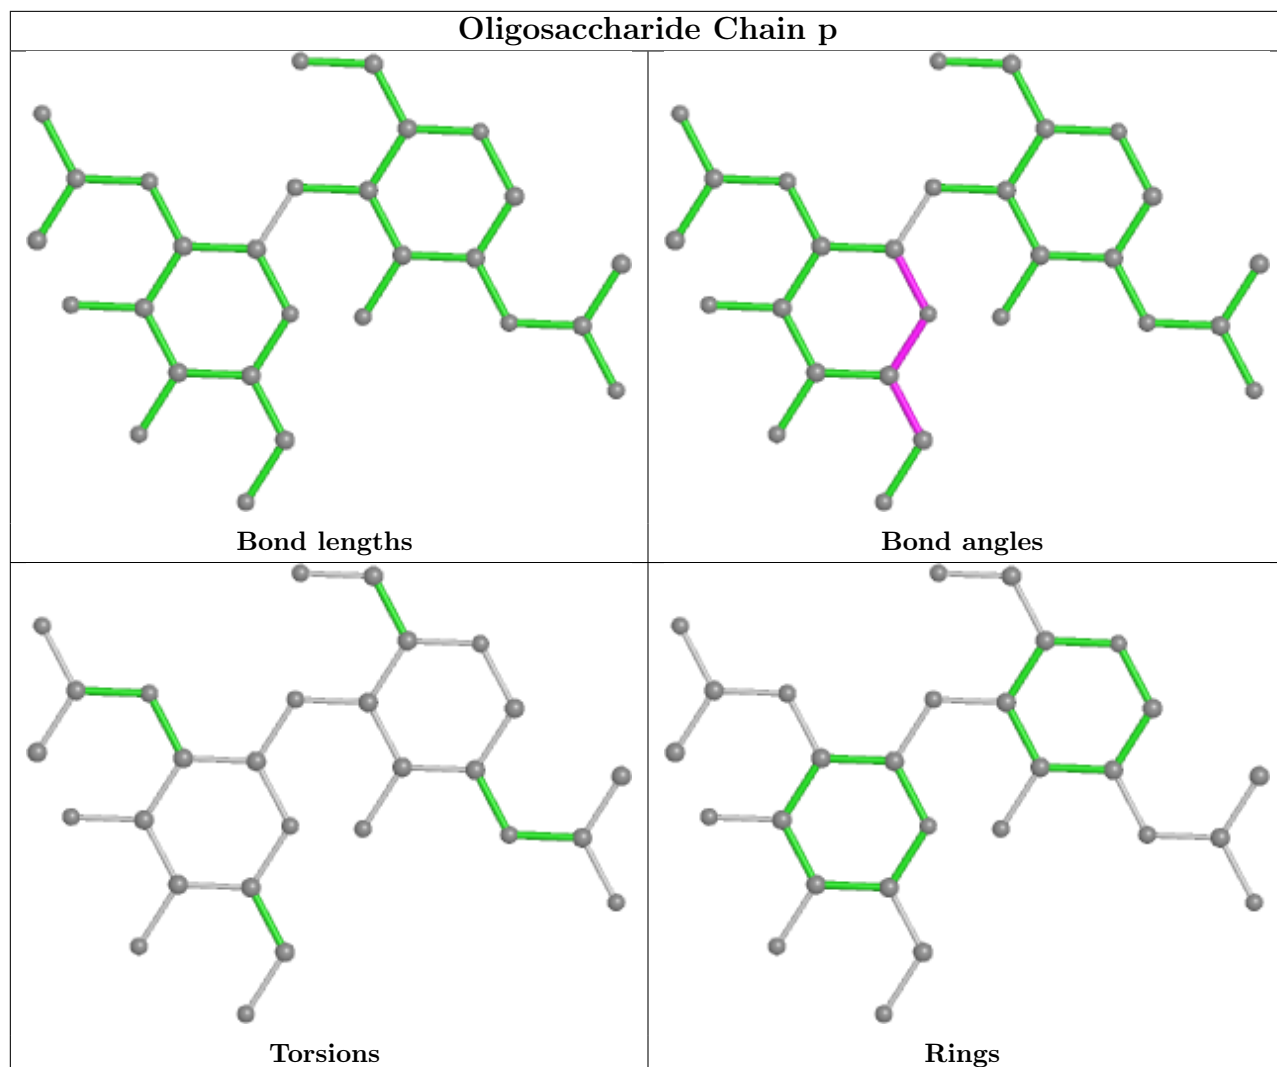 Oligosaccharide Chain p
Bond lengths
Bond angles
Torsions
Rings